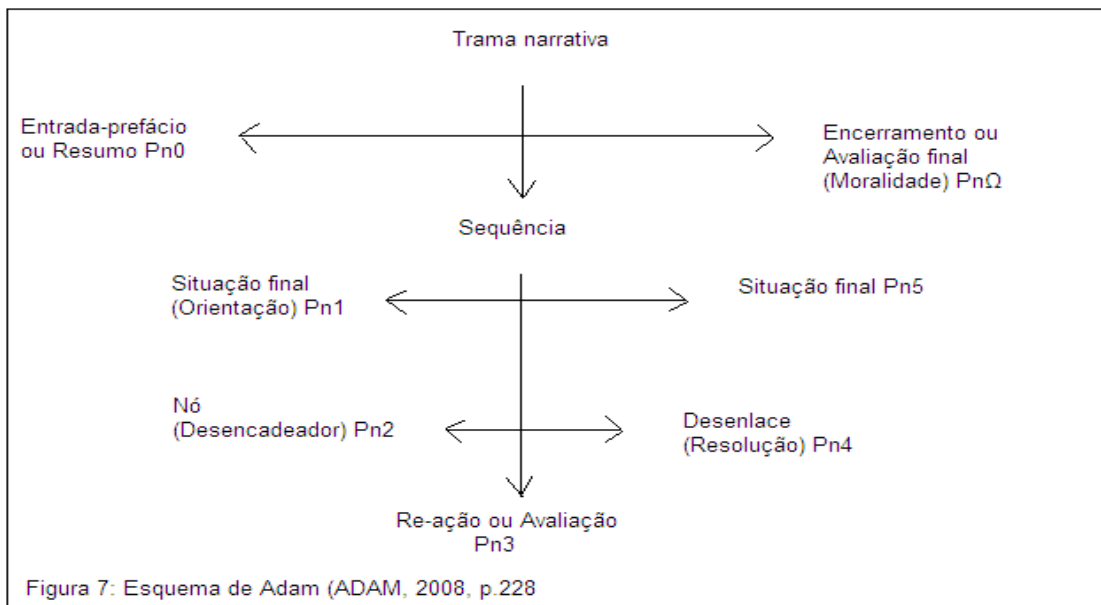 Trama narrativa
Entrada-prefácio
ou Resumo Pn0
Encerramento ou
Avaliação final
(Moralidade) PnΩ
Sequência
Situação final
(Orientação) Pn1
Situação final Pn5
Nó
(Desencadeador) Pn2
Desenlace
(Resolução) Pn4
Re-ação ou Avaliação
Pn3
Figura 7: Esquema de Adam (ADAM, 2008, p.228